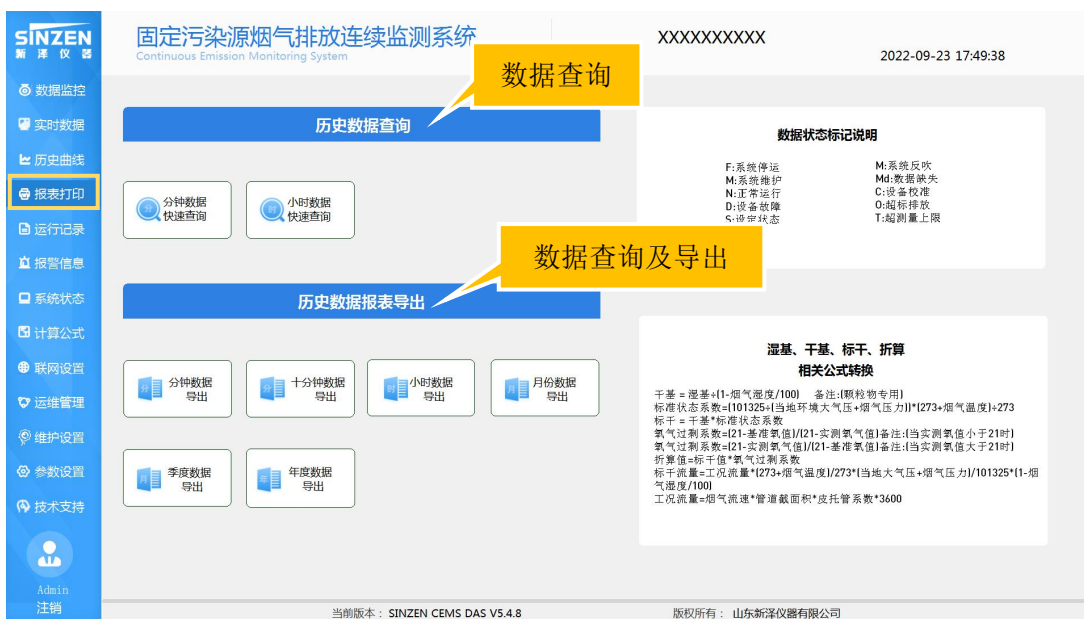 SINZEN
新泽仪器
固定污染源烟气排放连续监测系统
Continuous Emission Monitoring System
XXXXXXXXXX
2022-09-23 17:49:38
数据查询
数据监控
实时数据
历史曲线
报表打印
运行记录
报警信息
系统状态
计算公式
联网设置
运维管理
维护设置
参数设置
技术支持
Admin
注销
历史数据查询
分
分钟数据
快速查询
时
小时数据
快速查询
数据查询及导出
历史数据报表导出
分
分钟数据
导出
分
十分钟数据
导出
时
小时数据
导出
月
月份数据
导出
月
季度数据
导出
年
年度数据
导出
数据状态标记说明
F:系统停运
M:系统维护
N:正常运行
D:设备故障
S:设定状态
M:系统反吹
Md:数据缺失
C:设备校准
O:超标排放
T:超测量上限
湿基、干基、标干、折算
相关公式转换
干基 = 湿基÷(1-烟气湿度/100) 备注:(颗粒物专用)
标准状态系数=(101325÷(当地环境大气压+烟气压力))*(273+烟气温度)÷273
标干 = 干基*标准状态系数
氧气过剩系数=(21-基准氧值)/(21-实测氧气值)备注:(当实测氧值小于21时)
氧气过剩系数=(21-实测氧气值)/(21-基准氧值)备注:(当实测氧值大于21时)
折算值=标干值*氧气过剩系数
标干流量=工况流量*(273+烟气温度)/273*(当地大气压+烟气压力)/101325*(1-烟
气湿度/100)
工况流量=烟气流速*管道截面积*皮托管系数*3600
当前版本： SINZEN CEMS DAS V5.4.8
版权所有： 山东新泽仪器有限公司